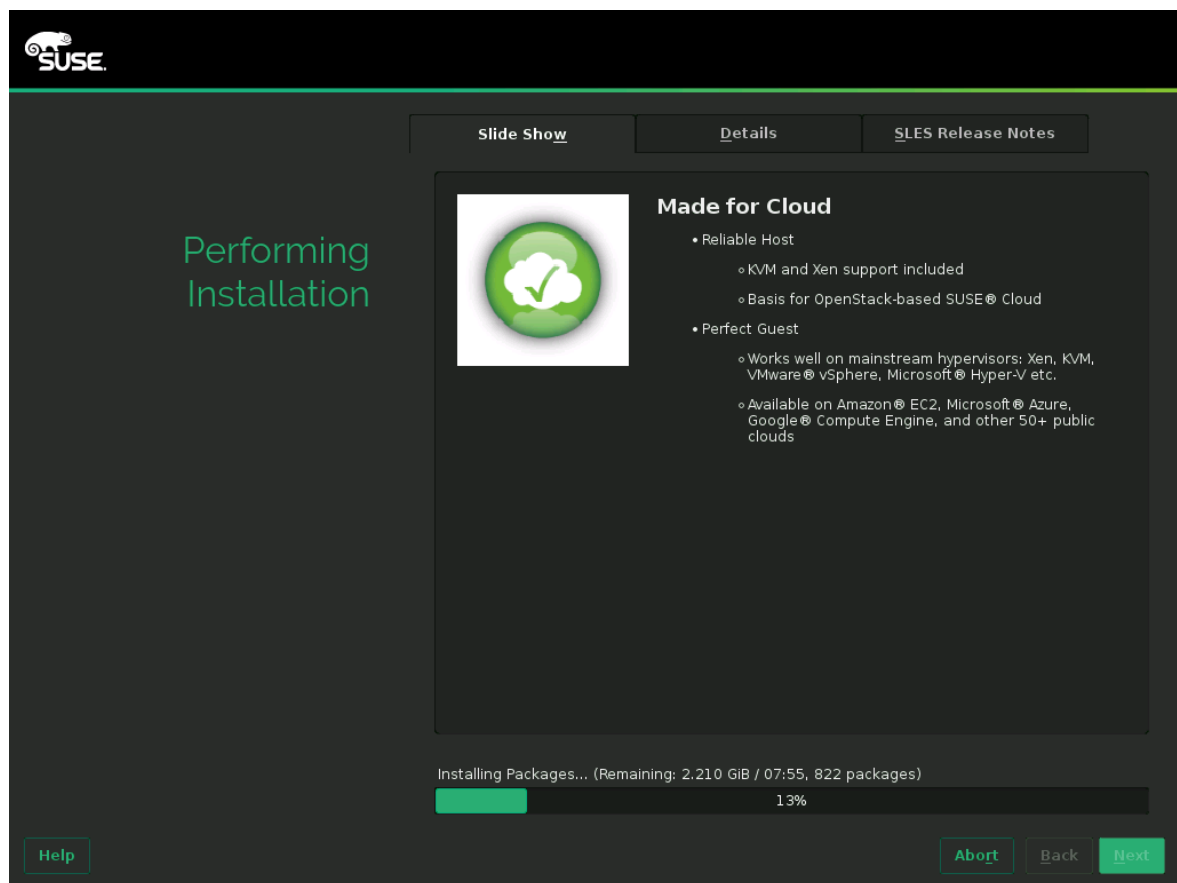 SUSE.
Slide Show
Details
SLES Release Notes
Performing
Installation
Made for Cloud
• Reliable Host
◦ KVM and Xen support included
◦ Basis for OpenStack-based SUSE® Cloud
• Perfect Guest
◦ Works well on mainstream hypervisors: Xen, KVM,
VMware® vSphere, Microsoft® Hyper-V etc.
◦ Available on Amazon® EC2, Microsoft® Azure,
Google® Compute Engine, and other 50+ public
clouds
Installing Packages... (Remaining: 2.210 GiB / 07:55, 822 packages)
13%
Help
Abort
Back
Next